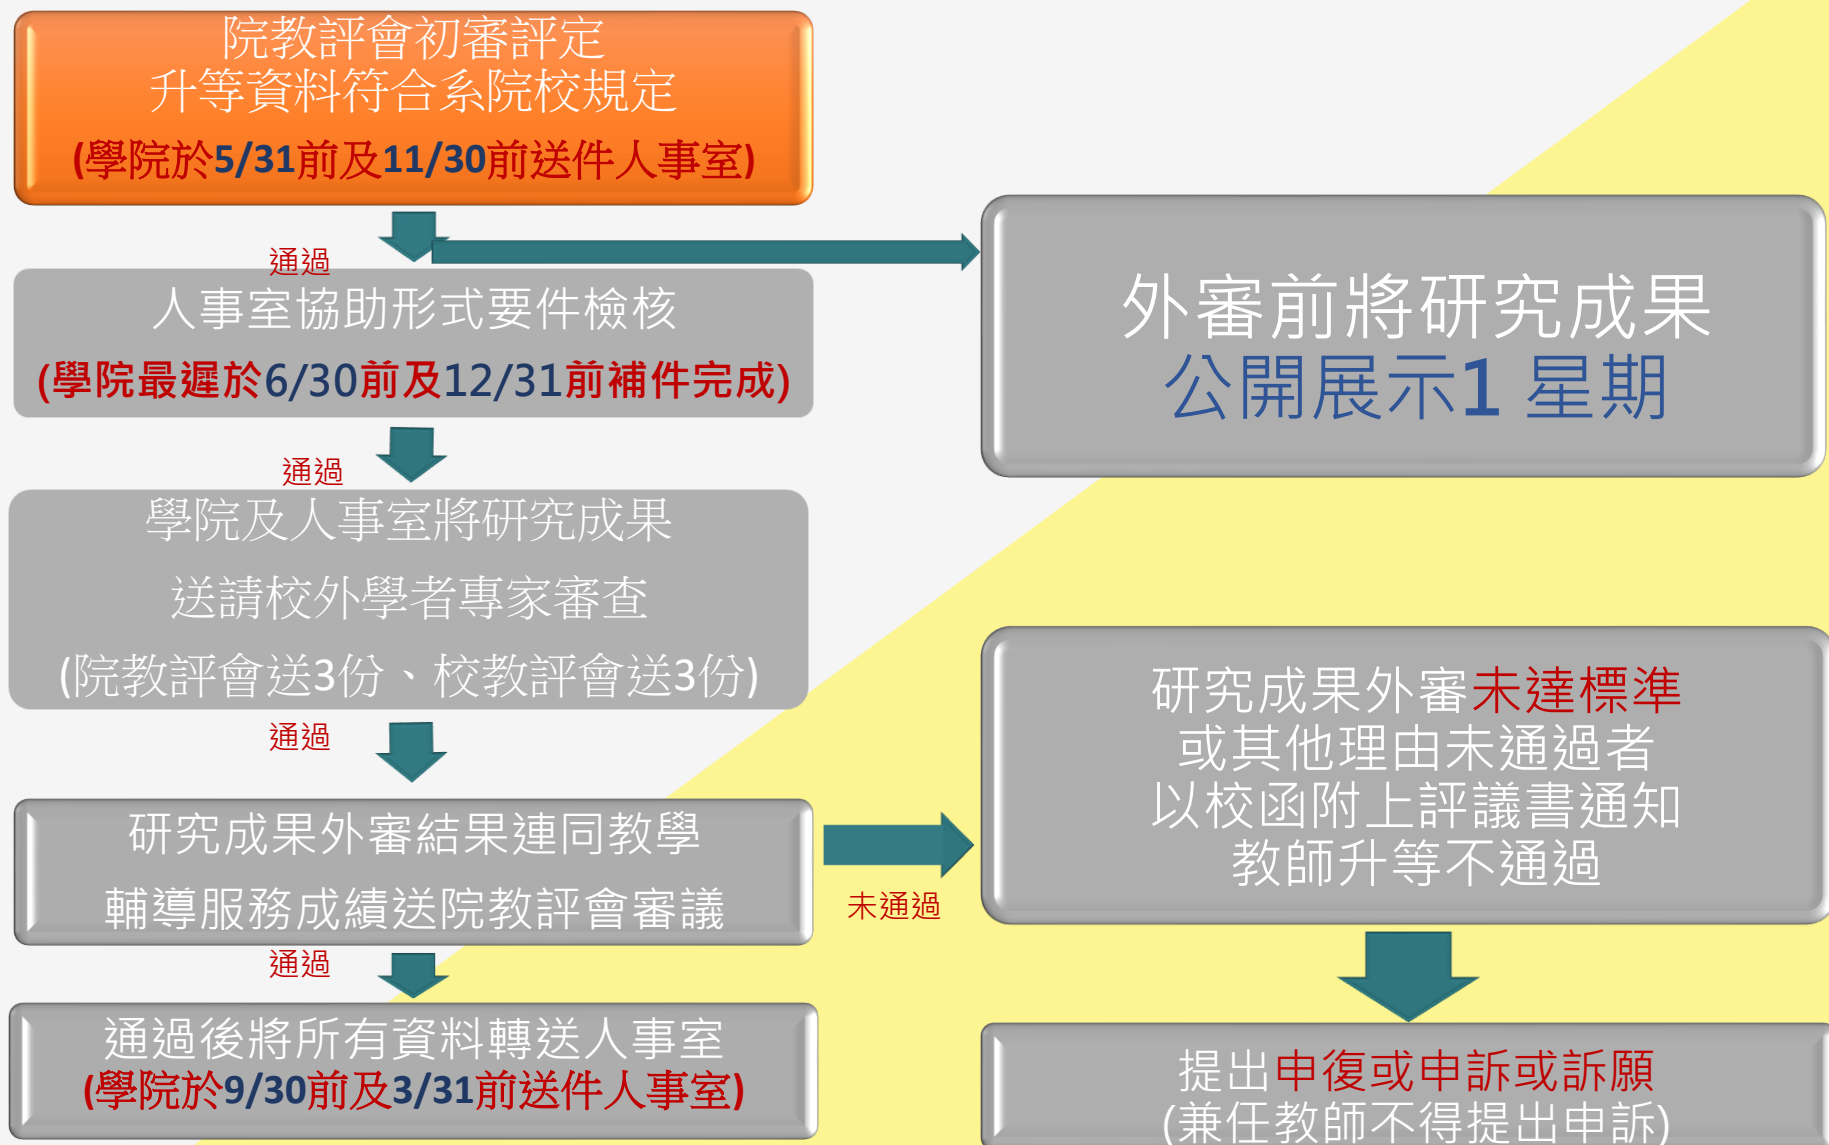 院教評會初審評定
升等資料符合系院校規定
(學院於5/31前及11/30前送件人事室)
通過
人事室協助形式要件檢核
(學院最遲於6/30前及12/31前補件完成)
外審前將研究成果
公開展示1 星期
通過
學院及人事室將研究成果
送請校外學者專家審查
(院教評會送3份、校教評會送3份)
通過
研究成果外審結果連同教學
輔導服務成績送院教評會審議
未通過
研究成果外審未達標準
或其他理由未通過者
以校函附上評議書通知
教師升等不通過
通過
通過後將所有資料轉送人事室
(學院於9/30前及3/31前送件人事室)
提出申復或申訴或訴願
(兼任教師不得提出申訴)